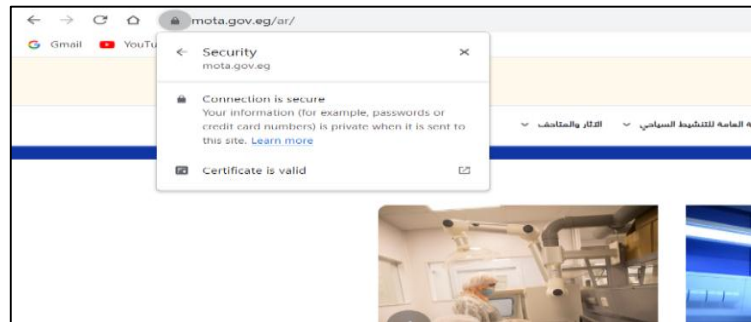 mota.gov.eg/ar/
Gmail YouTu
Security
mota.gov.eg
Connection is secure
Your information (for example, passwords or
credit card numbers) is private when it is sent to
this site. Learn more
Certificate is valid
ة العامة للتنشيط السياحي الآثار والمتاحف